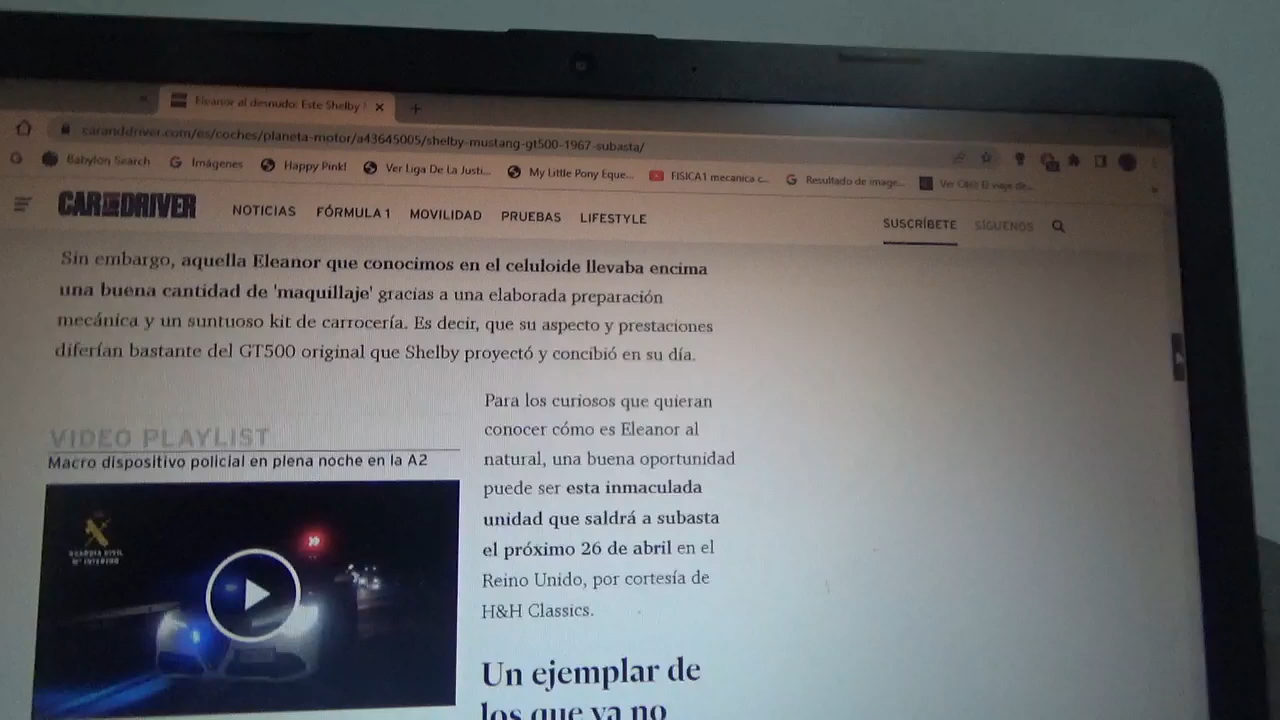 Eleanor al desnudo: Este Shelby
caranddriver.com/es/coches/planeta-motor/a43645005/shelby-mustang-gt500-1967-subasta/
Babylon Search
Imágenes
Happy Pink!
Ver Liga De La Justi...
My Little Pony Eque...
FISICA1 mecanica c...
Resultado de image...
CAR AND DRIVER
NOTICIAS
FÓRMULA 1
MOVILIDAD
PRUEBAS
LIFESTYLE
SUSCRÍBETE
SÍGUENOS
Sin embargo, aquella Eleanor que conocimos en el celuloide llevaba encima
una buena cantidad de 'maquillaje' gracias a una elaborada preparación
mecánica y un suntuoso kit de carrocería. Es decir, que su aspecto y prestaciones
diferían bastante del GT500 original que Shelby proyectó y concibió en su día.
VIDEO PLAYLIST
Macro dispositivo policial en plena noche en la A2
GUARDIA CIVIL
Para los curiosos que quieran
conocer cómo es Eleanor al
natural, una buena oportunidad
puede ser esta inmaculada
unidad que saldrá a subasta
el próximo 26 de abril en el
Reino Unido, por cortesía de
H&H Classics.
Un ejemplar de
los que ya no